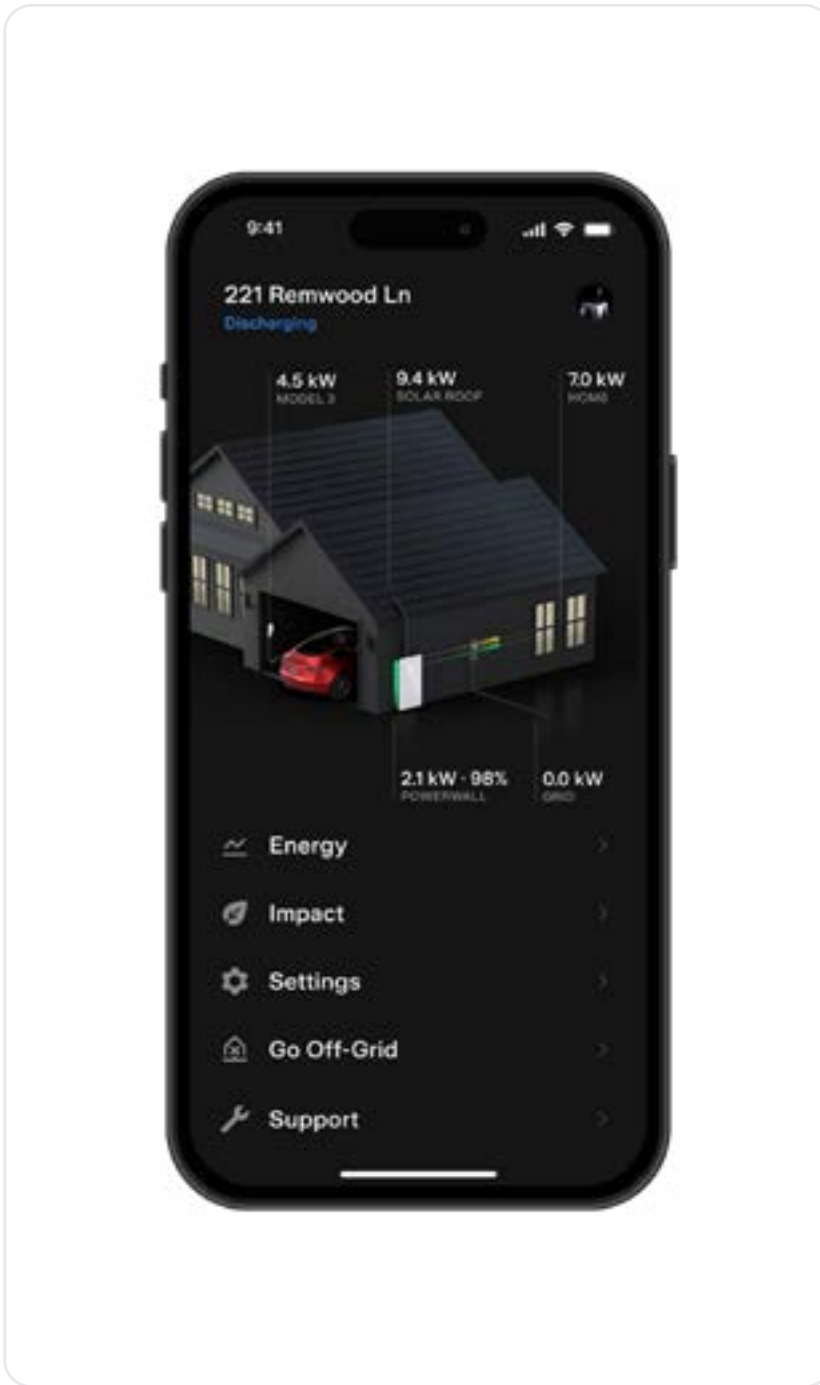 9:41
221 Remwood Ln
Discharging
4.5 kW
MODEL 3
9.4 kW
SOLAR ROOF
7.0 kW
HOME
2.1 kW · 98%
POWERWALL
0.0 kW
GRID
Energy
Impact
Settings
Go Off-Grid
Support